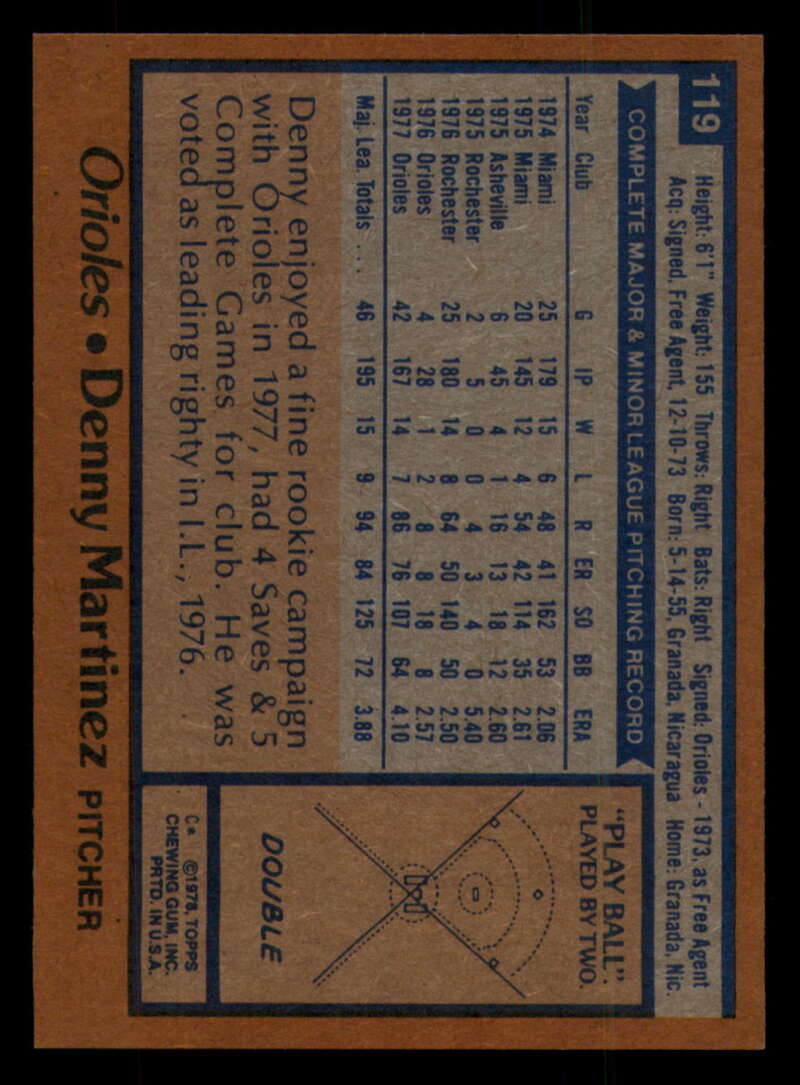 119
Height: 6'1" Weight: 155 Throws: Right Bats: Right Signed: Orioles - 1973, as Free Agent
Acq: Signed, Free Agent, 12-10-73 Born: 5-14-55, Granada, Nicaragua Home: Granada, Nic.
COMPLETE MAJOR & MINOR LEAGUE PITCHING RECORD
Year Club G IP W L R ER SO BB ERA
1974 Miami 25 179 15 6 48 41 162 53 2.06
1975 Miami 20 145 12 4 54 42 114 35 2.61
1975 Asheville 6 45 4 1 16 13 18 12 2.60
1975 Rochester 2 5 0 0 4 3 4 0 5.40
1976 Rochester 25 180 14 8 64 50 140 50 2.50
1976 Orioles 4 28 1 2 8 8 18 8 2.57
1977 Orioles 42 167 14 7 86 76 107 64 4.10
Maj. Lea. Totals ... 46 195 15 9 94 84 125 72 3.88
Denny enjoyed a fine rookie campaign
with Orioles in 1977, had 4 Saves & 5
Complete Games for club. He was
voted as leading righty in I.L., 1976.
"PLAY BALL"
PLAYED BY TWO.
DOUBLE
C* ©1978, TOPPS
CHEWING GUM, INC.
PRTD. IN U.S.A.
Orioles • Denny Martinez PITCHER